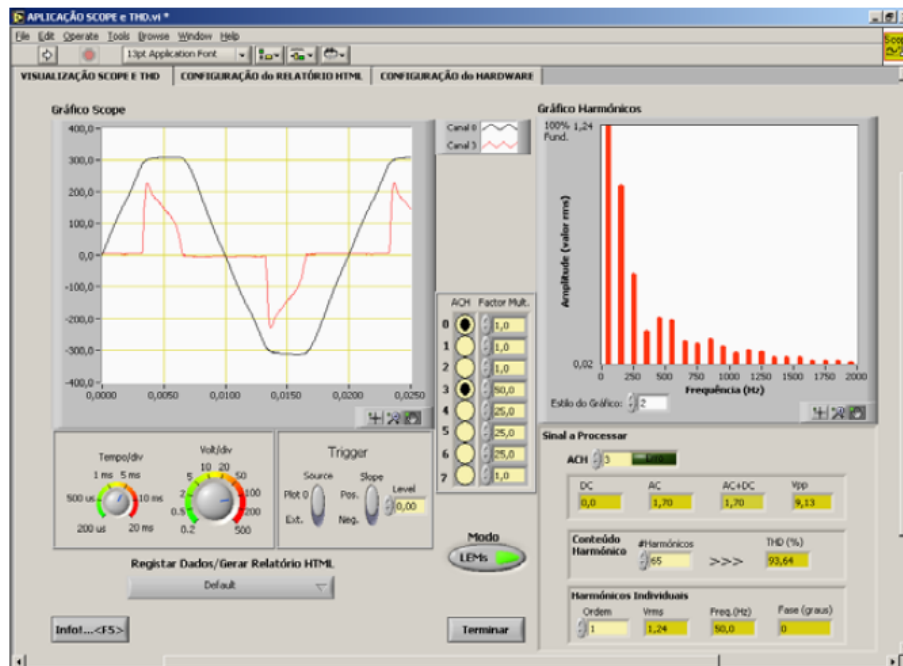 APLICAÇÃO SCOPE e THD.vi *
File Edit Operate Tools Browse Window Help
13pt Application Font
VISUALIZAÇÃO SCOPE E THD
CONFIGURAÇÃO do RELATÓRIO HTML
CONFIGURAÇÃO do HARDWARE
Gráfico Scope
400,0
300,0
200,0
100,0
0,0
-100,0
-200,0
-300,0
-400,0
0,0000 0,0050 0,0100 0,0150 0,0200 0,0250
Canal 0
Canal 3
Gráfico Harmónicos
100% 1,24
Fund.
Amplitude (valor rms)
0,02
0 250 500 750 1000 1250 1500 1750 2000
Frequência (Hz)
Estilo do Gráfico: 2
ACH Factor Mult.
0 1,0
1 1,0
2 1,0
3 50,0
4 25,0
5 25,0
6 25,0
7 1,0
Tempo/div
1 ms 5 ms
500 us 10 ms
200 us 20 ms
Volt/div
10 20
5 50
2 100
0.5 200
0.2 500
Trigger
Source Slope
Plot 0 Pos. Level
0,00
Ext. Neg.
Modo
LEMs
Registar Dados/Gerar Relatório HTML
Default
Info!...<F5>
Terminar
Sinal a Processar
ACH 3
DC AC AC+DC Vpp
0,0 1,70 1,70 9,13
Conteúdo Harmónico
#Harmónicos THD (%)
65 >>> 93,64
Harmónicos Individuais
Ordem Vrms Freq.(Hz) Fase (graus)
1 1,24 50,0 0